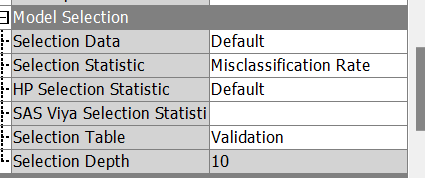 Model Selection
Selection Data Default
Selection Statistic Misclassification Rate
HP Selection Statistic Default
SAS Viya Selection Statisti
Selection Table Validation
Selection Depth 10